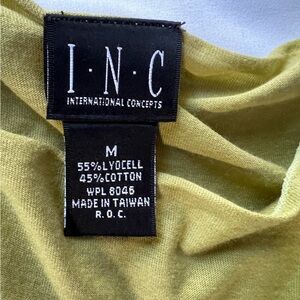 I·N·C
INTERNATIONAL CONCEPTS
M
55%LYOCELL
45%COTTON
WPL 8046
MADE IN TAIWAN
R.O.C.